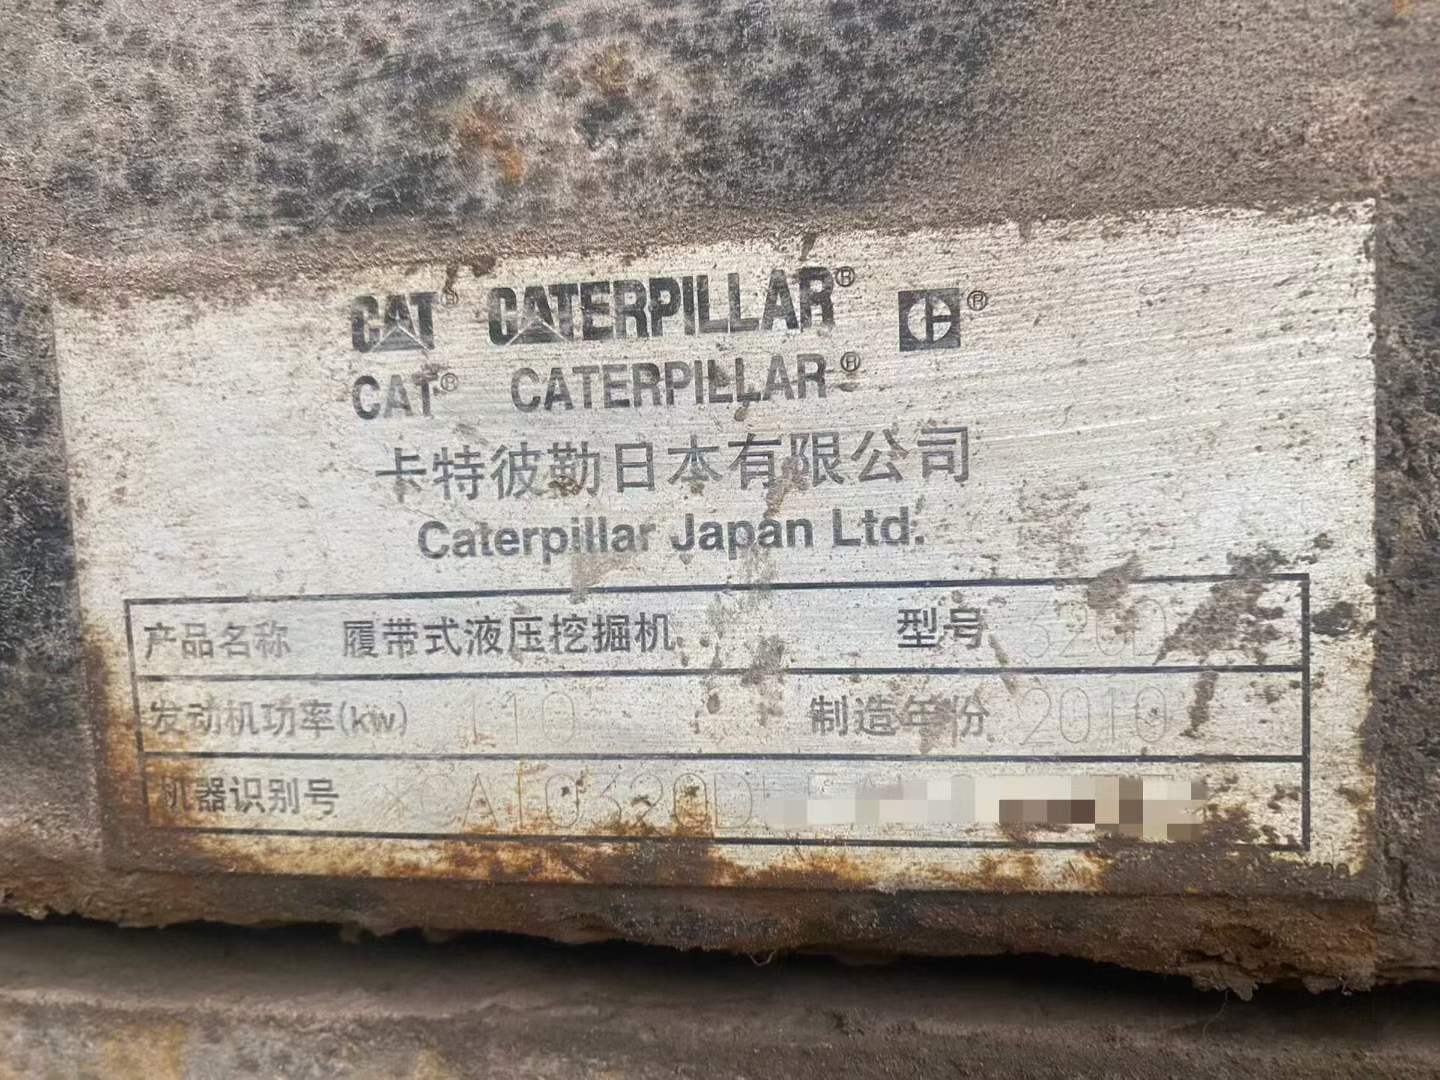 CAT® CATERPILLAR® ®
CAT® CATERPILLAR®
卡特彼勒日本有限公司
Caterpillar Japan Ltd.
产品名称 履带式液压挖掘机 型号 320D
发动机功率(kw) 110 制造年份 2010
机器识别号 *CAT0320D